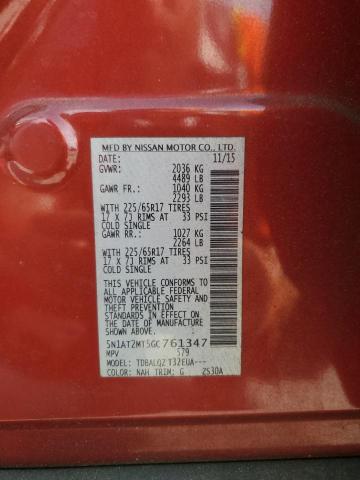 MFD BY NISSAN MOTOR CO., LTD.
DATE: 11/15
GVWR: 2036 KG
4489 LB
GAWR FR.: 1040 KG
2293 LB
WITH 225/65R17 TIRES
17 X 7J RIMS AT 33 PSI
COLD SINGLE
GAWR RR.: 1027 KG
2264 LB
WITH 225/65R17 TIRES
17 X 7J RIMS AT 33 PSI
COLD SINGLE
THIS VEHICLE CONFORMS TO
ALL APPLICABLE FEDERAL
MOTOR VEHICLE SAFETY
STANDARDS IN EFFECT ON THE
DATE OF MANUFACTURE SHOWN
ABOVE.
5N1AT2MT5GC761347
MPV 579
MODEL: TDBALQZ T32EUA---
COLOR: NAH TRIM: G 2S30A